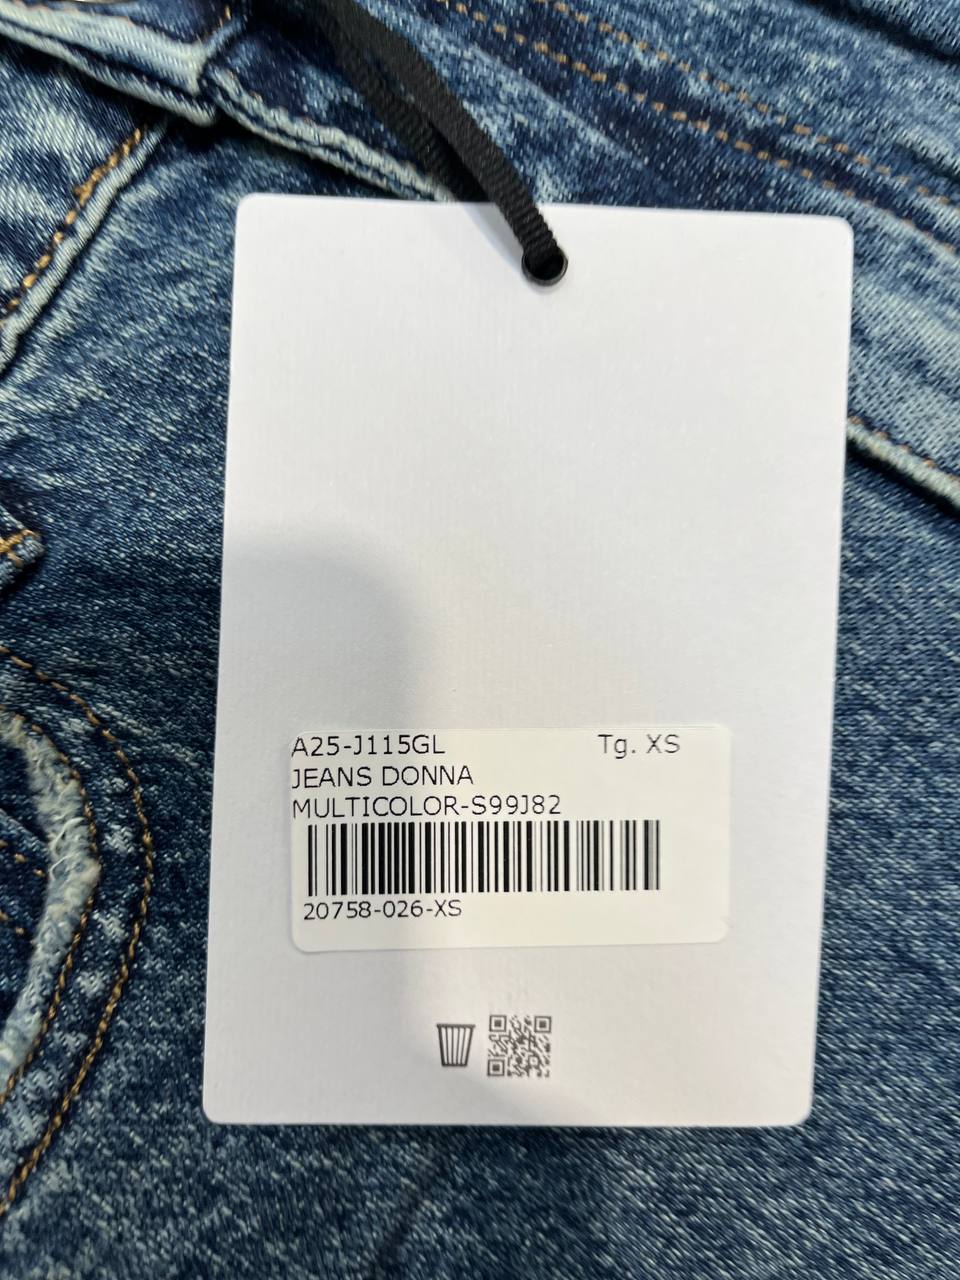 A25-J115GL Tg. XS
JEANS DONNA
MULTICOLOR-S99J82
20758-026-XS